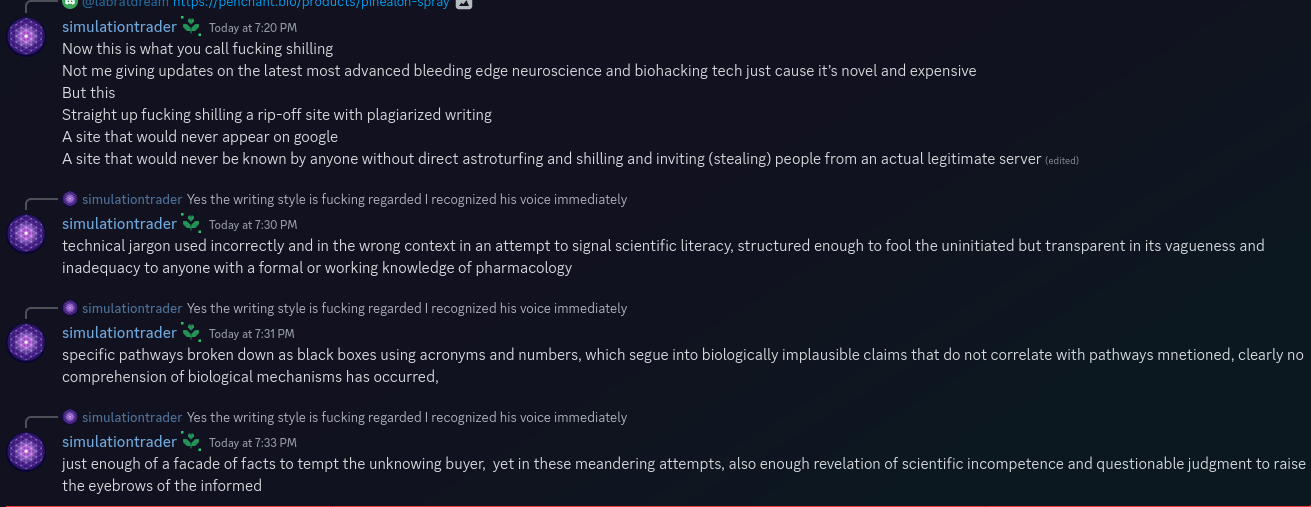 @labratdream https://penchant.bio/products/pinealon-spray
simulationtrader Today at 7:20 PM
Now this is what you call fucking shilling
Not me giving updates on the latest most advanced bleeding edge neuroscience and biohacking tech just cause it's novel and expensive
But this
Straight up fucking shilling a rip-off site with plagiarized writing
A site that would never appear on google
A site that would never be known by anyone without direct astroturfing and shilling and inviting (stealing) people from an actual legitimate server (edited)
simulationtrader Yes the writing style is fucking regarded I recognized his voice immediately
simulationtrader Today at 7:30 PM
technical jargon used incorrectly and in the wrong context in an attempt to signal scientific literacy, structured enough to fool the uninitiated but transparent in its vagueness and
inadequacy to anyone with a formal or working knowledge of pharmacology
simulationtrader Yes the writing style is fucking regarded I recognized his voice immediately
simulationtrader Today at 7:31 PM
specific pathways broken down as black boxes using acronyms and numbers, which segue into biologically implausible claims that do not correlate with pathways mnetioned, clearly no
comprehension of biological mechanisms has occurred,
simulationtrader Yes the writing style is fucking regarded I recognized his voice immediately
simulationtrader Today at 7:33 PM
just enough of a facade of facts to tempt the unknowing buyer, yet in these meandering attempts, also enough revelation of scientific incompetence and questionable judgment to raise
the eyebrows of the informed